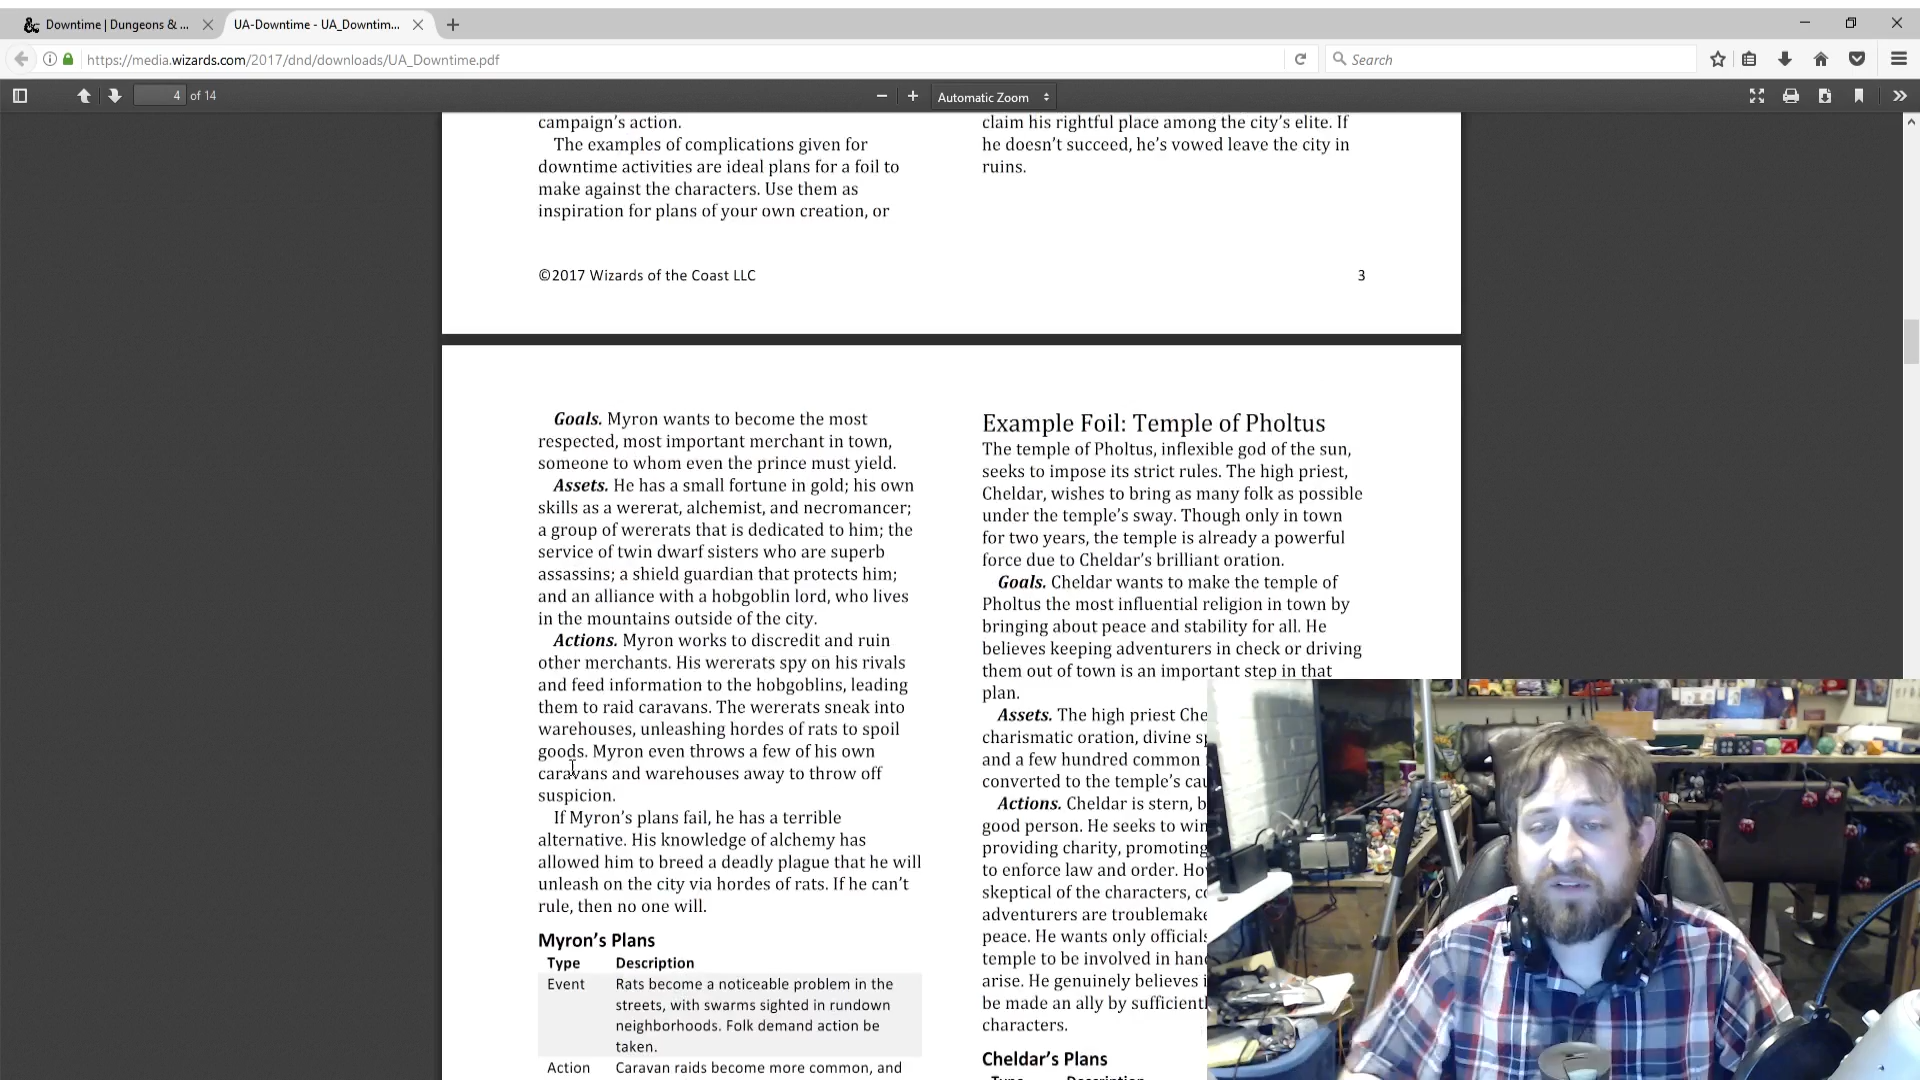 Downtime | Dungeons & ...
UA-Downtime - UA_Downtim...
https://media.wizards.com/2017/dnd/downloads/UA_Downtime.pdf
Search
4 of 14
Automatic Zoom
campaign's action.
The examples of complications given for
downtime activities are ideal plans for a foil to
make against the characters. Use them as
inspiration for plans of your own creation, or
claim his rightful place among the city's elite. If
he doesn't succeed, he's vowed leave the city in
ruins.
©2017 Wizards of the Coast LLC
3
Goals. Myron wants to become the most
respected, most important merchant in town,
someone to whom even the prince must yield.
Assets. He has a small fortune in gold; his own
skills as a wererat, alchemist, and necromancer;
a group of wererats that is dedicated to him; the
service of twin dwarf sisters who are superb
assassins; a shield guardian that protects him;
and an alliance with a hobgoblin lord, who lives
in the mountains outside of the city.
Actions. Myron works to discredit and ruin
other merchants. His wererats spy on his rivals
and feed information to the hobgoblins, leading
them to raid caravans. The wererats sneak into
warehouses, unleashing hordes of rats to spoil
goods. Myron even throws a few of his own
caravans and warehouses away to throw off
suspicion.
If Myron's plans fail, he has a terrible
alternative. His knowledge of alchemy has
allowed him to breed a deadly plague that he will
unleash on the city via hordes of rats. If he can't
rule, then no one will.
Myron's Plans
Type Description
Event Rats become a noticeable problem in the
streets, with swarms sighted in rundown
neighborhoods. Folk demand action be
taken.
Action Caravan raids become more common, and
Example Foil: Temple of Pholtus
The temple of Pholtus, inflexible god of the sun,
seeks to impose its strict rules. The high priest,
Cheldar, wishes to bring as many folk as possible
under the temple's sway. Though only in town
for two years, the temple is already a powerful
force due to Cheldar's brilliant oration.
Goals. Cheldar wants to make the temple of
Pholtus the most influential religion in town by
bringing about peace and stability for all. He
believes keeping adventurers in check or driving
them out of town is an important step in that
plan.
Assets. The high priest Che
charismatic oration, divine sp
and a few hundred common
converted to the temple's cau
Actions. Cheldar is stern, b
good person. He seeks to win
providing charity, promoting
to enforce law and order. Ho
skeptical of the characters, co
adventurers are troublemake
peace. He wants only officials
temple to be involved in hand
arise. He genuinely believes i
be made an ally by sufficientl
characters.
Cheldar's Plans